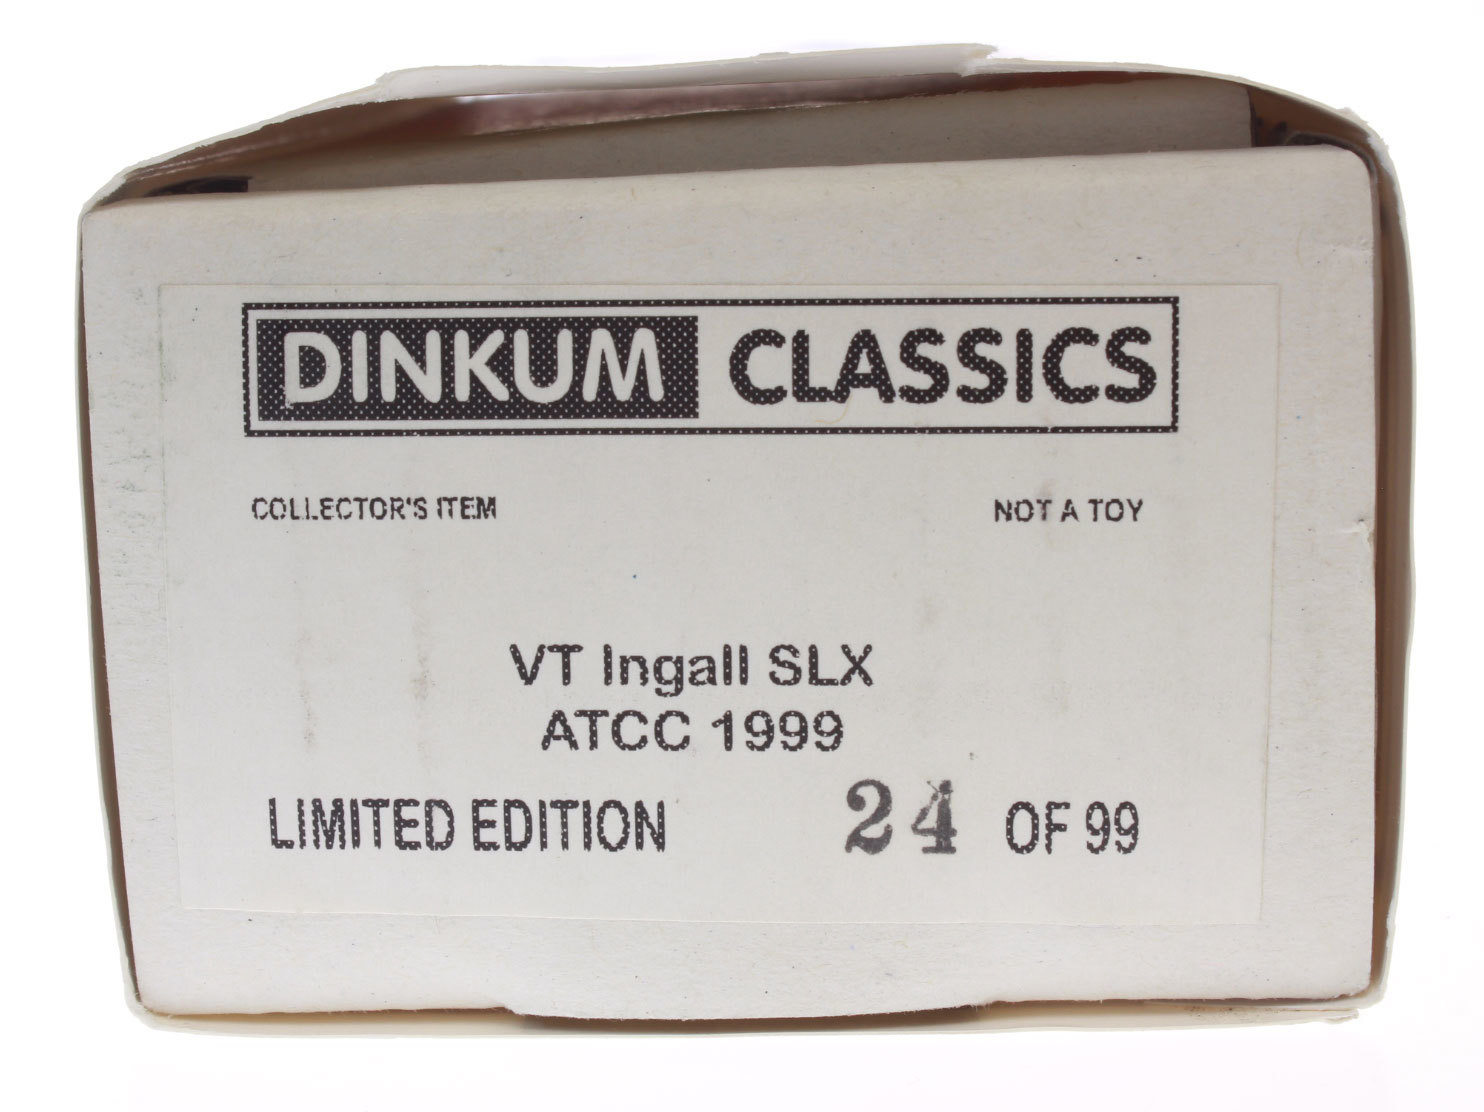 DINKUM CLASSICS
COLLECTOR'S ITEM NOT A TOY
VT Ingall SLX
ATCC 1999
LIMITED EDITION 24 OF 99